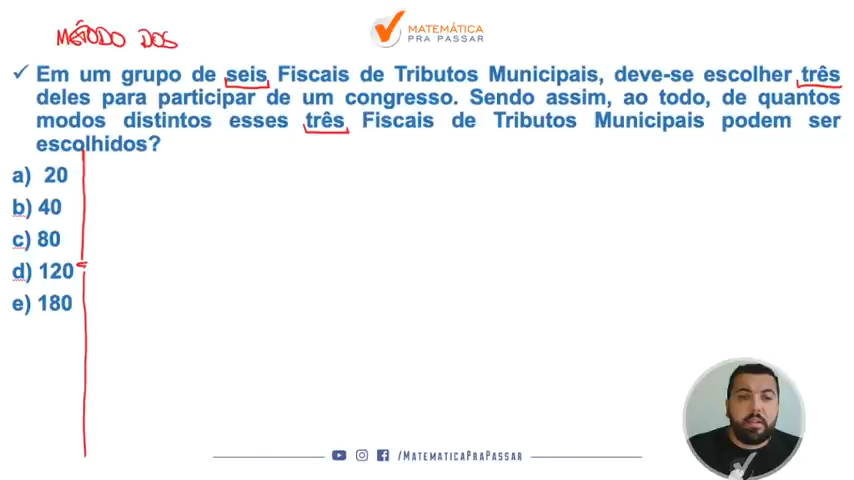 MÉTODO DOS
MATEMÁTICA
PRA PASSAR
✓ Em um grupo de seis Fiscais de Tributos Municipais, deve-se escolher três
deles para participar de um congresso. Sendo assim, ao todo, de quantos
modos distintos esses três Fiscais de Tributos Municipais podem ser
escolhidos?
a) 20
b) 40
c) 80
d) 120
e) 180
/MATEMATICAPRAPASSAR